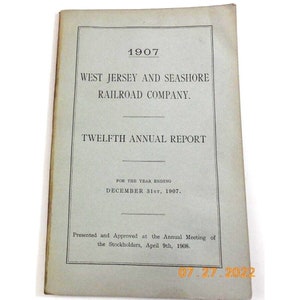 1907
WEST JERSEY AND SEASHORE
RAILROAD COMPANY.
TWELFTH ANNUAL REPORT
FOR THE YEAR ENDING
DECEMBER 31ST, 1907.
Presented and Approved at the Annual Meeting of
the Stockholders, April 9th, 1908.
07.27.2022